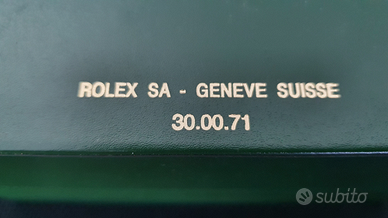 ROLEX SA - GENEVE SUISSE
30.00.71
subito